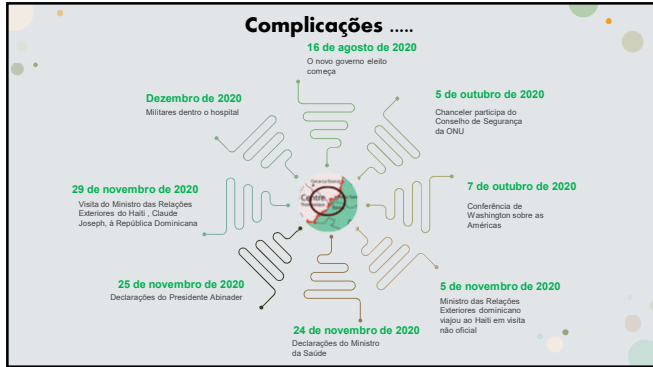 Complicações .....
16 de agosto de 2020
O novo governo eleito
começa
5 de outubro de 2020
Chanceler participa do
Conselho de Segurança
da ONU
7 de outubro de 2020
Conferência de
Washington sobre as
Américas
5 de novembro de 2020
Ministro das Relações
Exteriores dominicano
viajou ao Haiti em visita
não oficial
24 de novembro de 2020
Declarações do Ministro
da Saúde
25 de novembro de 2020
Declarações do Presidente Abinader
29 de novembro de 2020
Visita do Ministro das Relações
Exteriores do Haiti , Claude
Joseph, à República Dominicana
Dezembro de 2020
Militares dentro o hospital
Centre